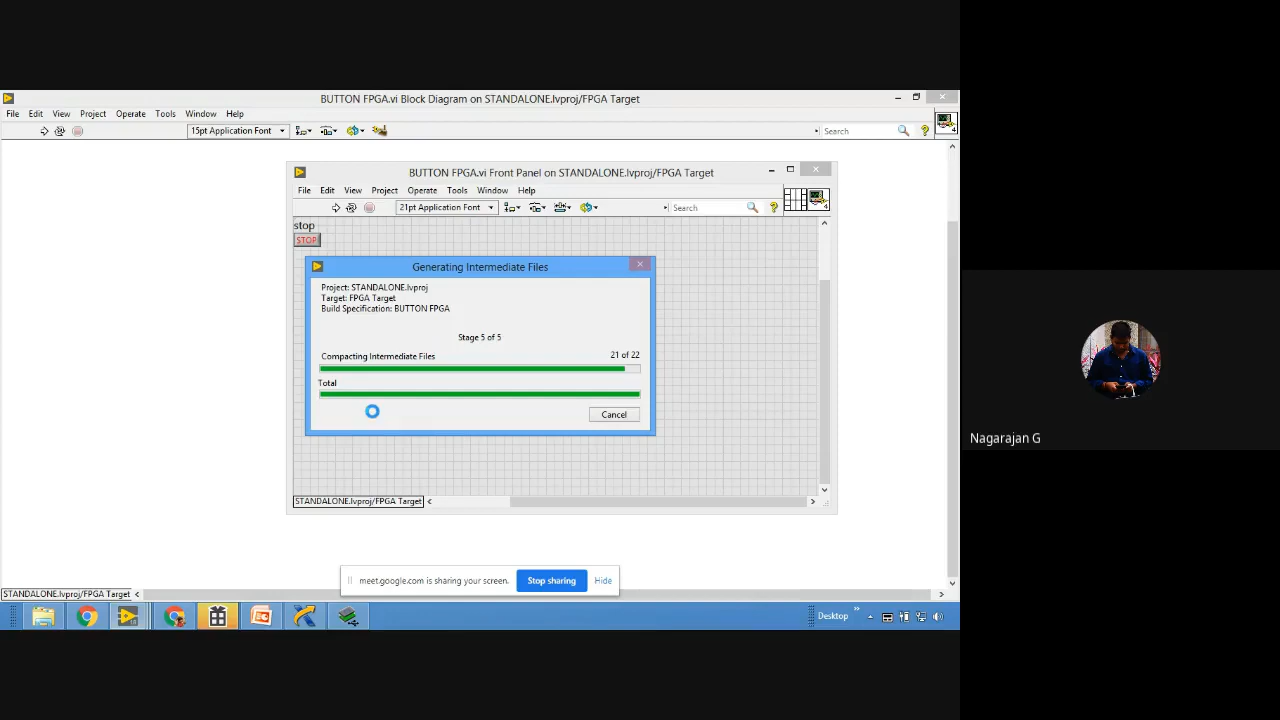 BUTTON FPGA.vi Block Diagram on STANDALONE.lvproj/FPGA Target
File Edit View Project Operate Tools Window Help
15pt Application Font
Search
4
BUTTON FPGA.vi Front Panel on STANDALONE.lvproj/FPGA Target
File Edit View Project Operate Tools Window Help
21pt Application Font
Search
4
stop
STOP
Generating Intermediate Files
Project: STANDALONE.lvproj
Target: FPGA Target
Build Specification: BUTTON FPGA
Stage 5 of 5
Compacting Intermediate Files 21 of 22
Total
Cancel
STANDALONE.lvproj/FPGA Target
meet.google.com is sharing your screen.
Stop sharing
Hide
STANDALONE.lvproj/FPGA Target
Desktop
Nagarajan G